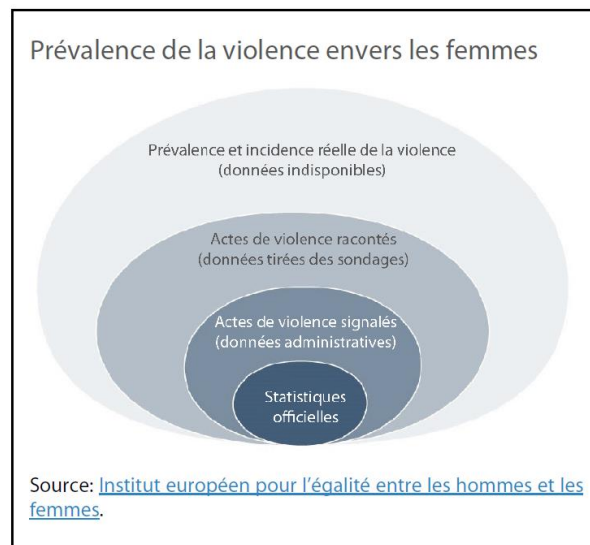 Prévalence de la violence envers les femmes
Prévalence et incidence réelle de la violence
(données indisponibles)
Actes de violence racontés
(données tirées des sondages)
Actes de violence signalés
(données administratives)
Statistiques
officielles
Source: Institut européen pour l'égalité entre les hommes et les
femmes.